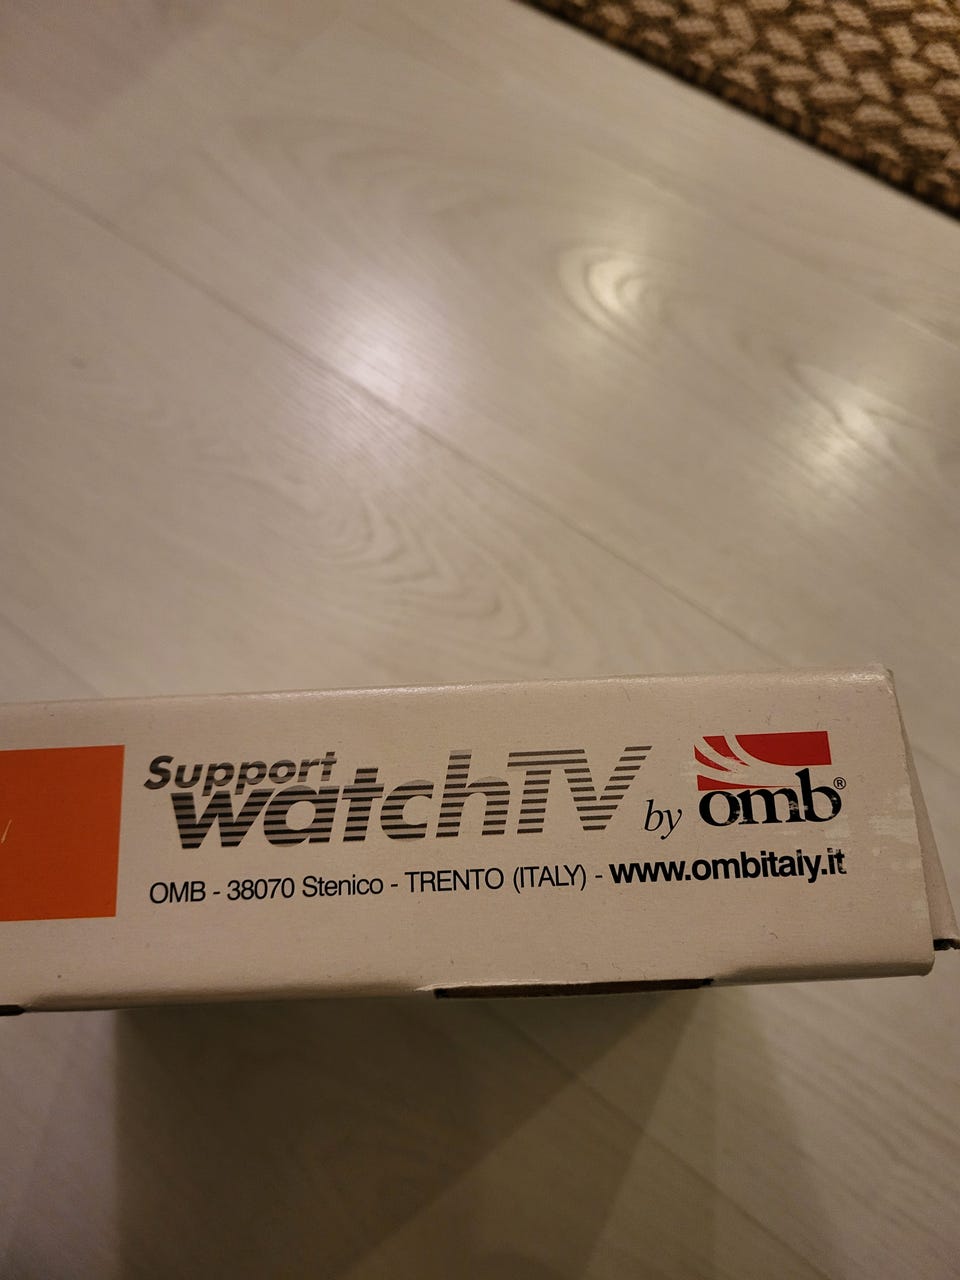 Support
watchTV by omb®
OMB - 38070 Stenico - TRENTO (ITALY) - www.ombitaly.it